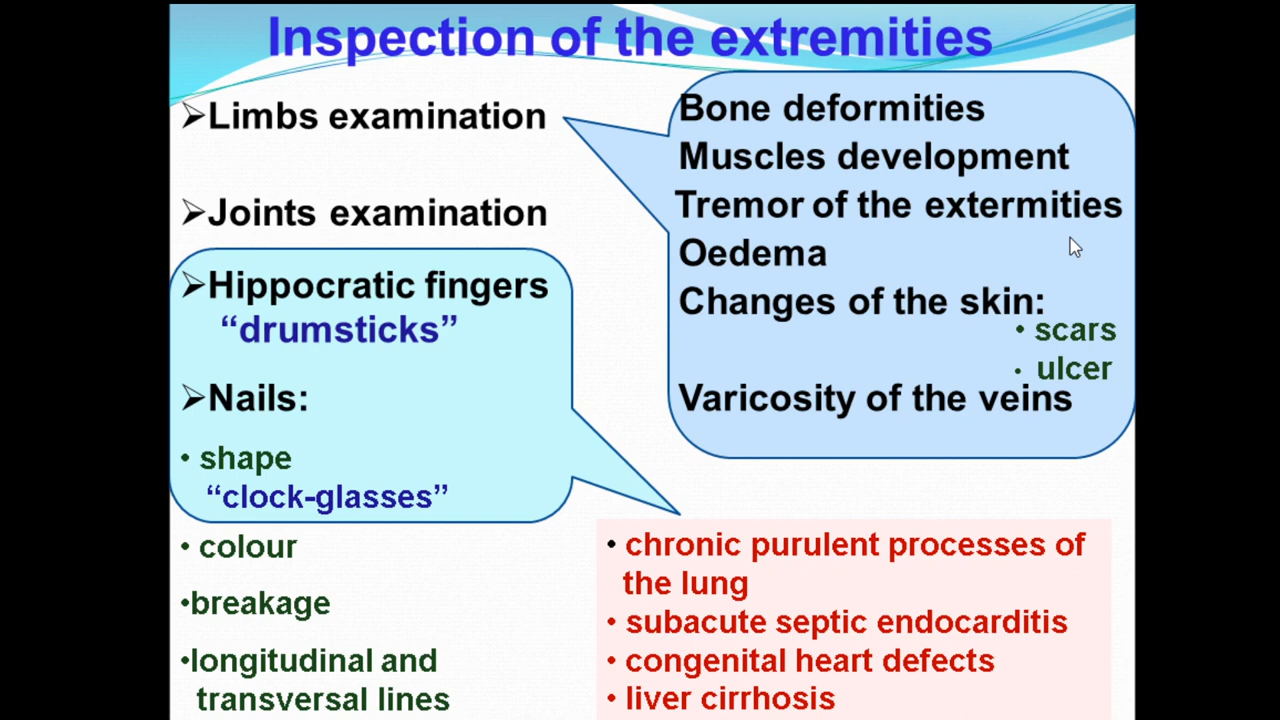 Inspection of the extremities
➢Limbs examination
➢Joints examination
➢Hippocratic fingers
“drumsticks”
➢Nails:
• shape
“clock-glasses”
• colour
•breakage
•longitudinal and
transversal lines
Bone deformities
Muscles development
Tremor of the extermities
Oedema
Changes of the skin:
• scars
• ulcer
Varicosity of the veins
• chronic purulent processes of
the lung
• subacute septic endocarditis
• congenital heart defects
• liver cirrhosis